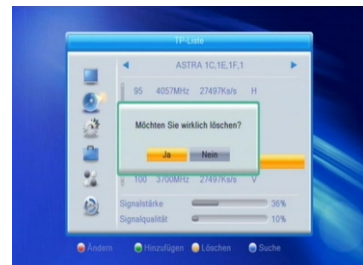 TP-Liste
ASTRA 1C,1E,1F,1
95 4057MHz 27497Ks/s H
Möchten Sie wirklich löschen?
Ja Nein
100 3700MHz 27497Ks/s V
Signalstärke 36%
Signalqualität 10%
Ändern Hinzufügen Löschen Suche